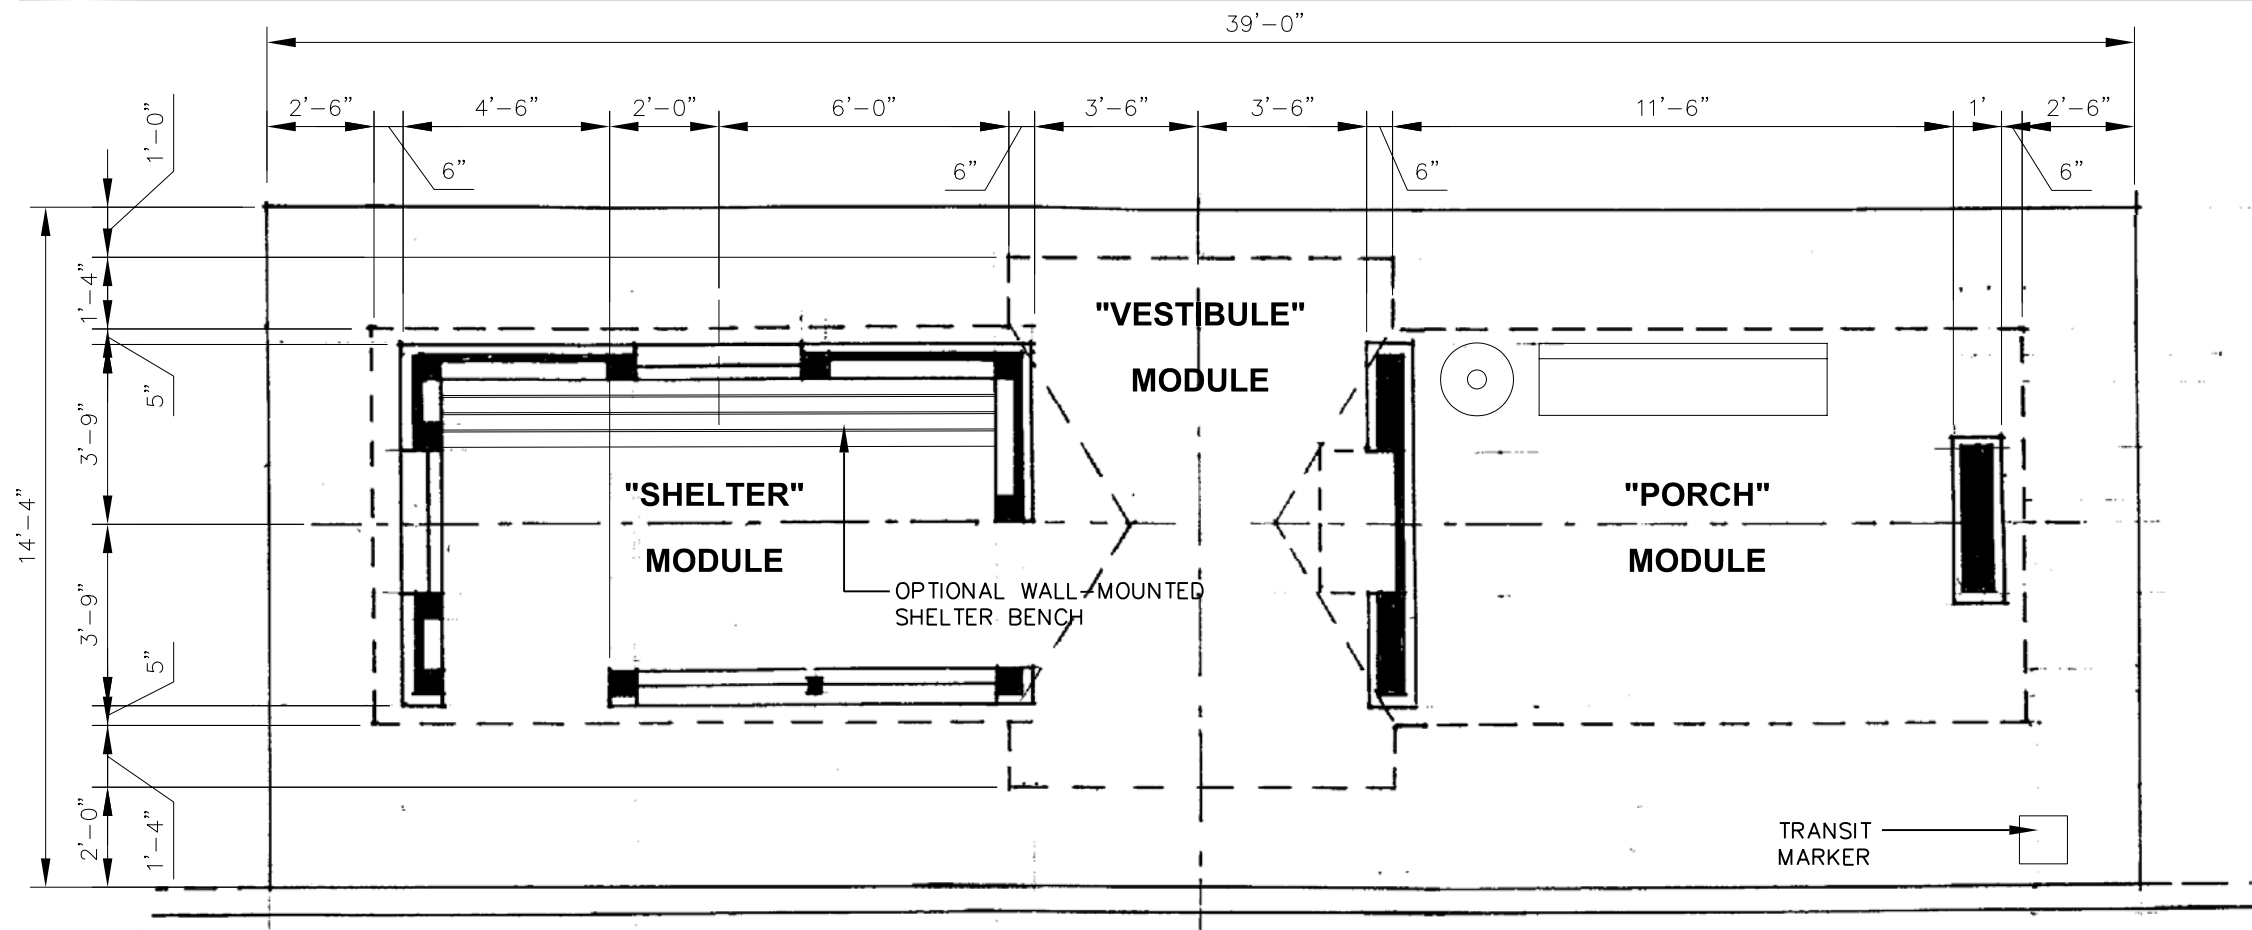 39'-0"
2'-6" 4'-6" 2'-0" 6'-0" 3'-6" 3'-6" 11'-6" 1' 2'-6"
6" 6" 6" 6"
1'-0"
1'-4"
5"
3'-9"
14'-4"
3'-9"
5"
2'-0"
1'-4"
"VESTIBULE"
MODULE
"SHELTER"
MODULE
"PORCH"
MODULE
OPTIONAL WALL-MOUNTED
SHELTER BENCH
TRANSIT
MARKER